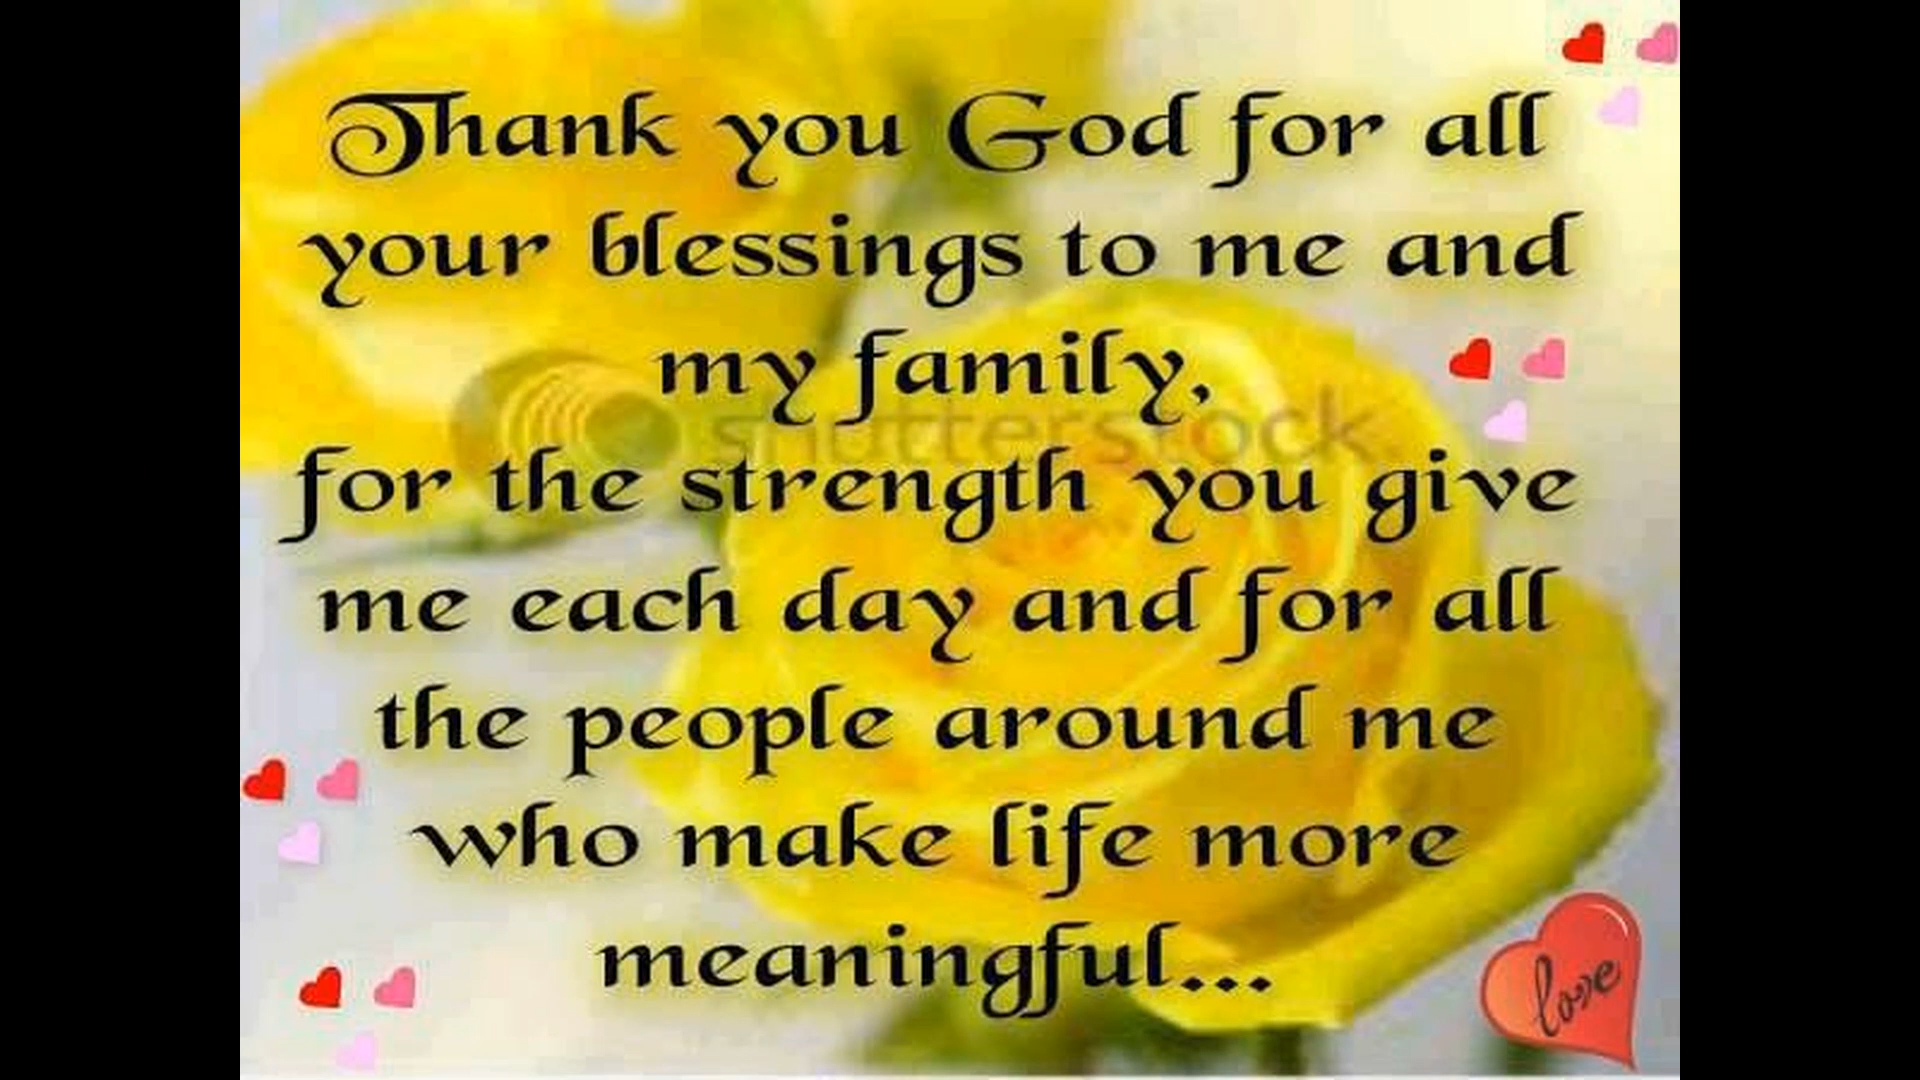 Thank you God for all
your blessings to me and
my family,
shutterstock
for the strength you give
me each day and for all
the people around me
who make life more
meaningful...
love